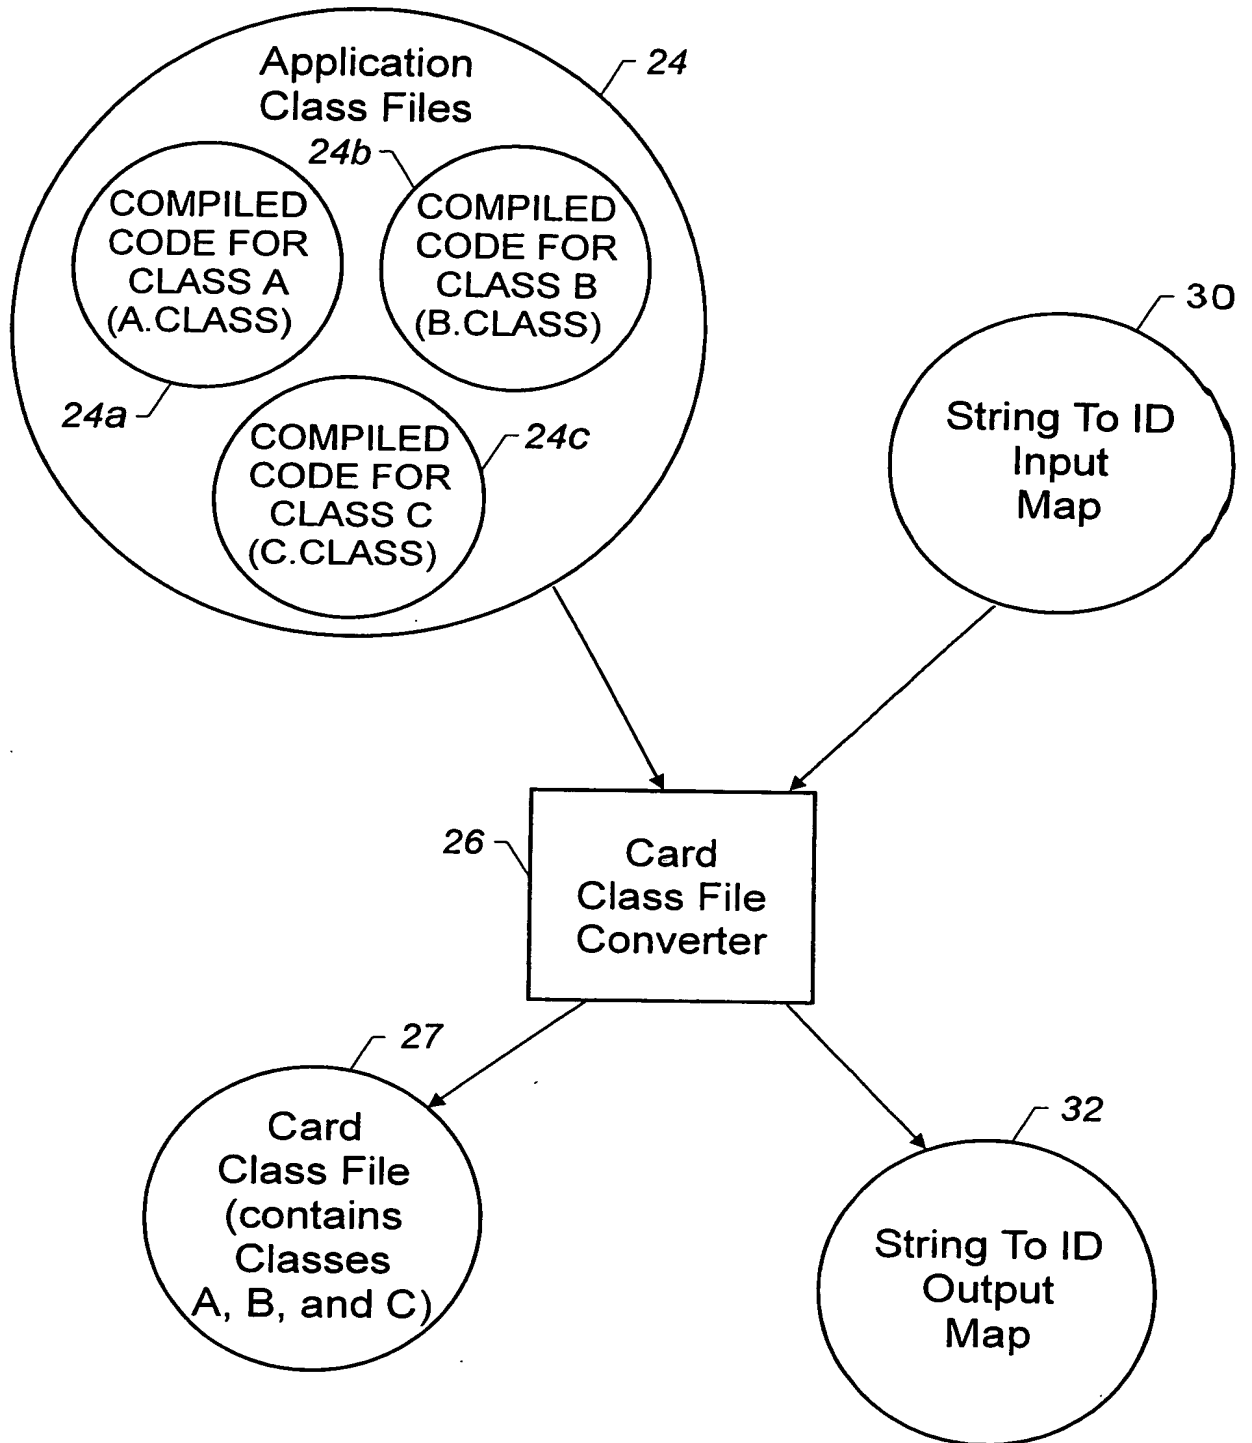 Application
Class Files
24
24b
COMPILED
CODE FOR
CLASS A
(A.CLASS)
COMPILED
CODE FOR
CLASS B
(B.CLASS)
24a
COMPILED
CODE FOR
CLASS C
(C.CLASS)
24c
30
String To ID
Input
Map
26
Card
Class File
Converter
27
Card
Class File
(contains
Classes
A, B, and C)
32
String To ID
Output
Map